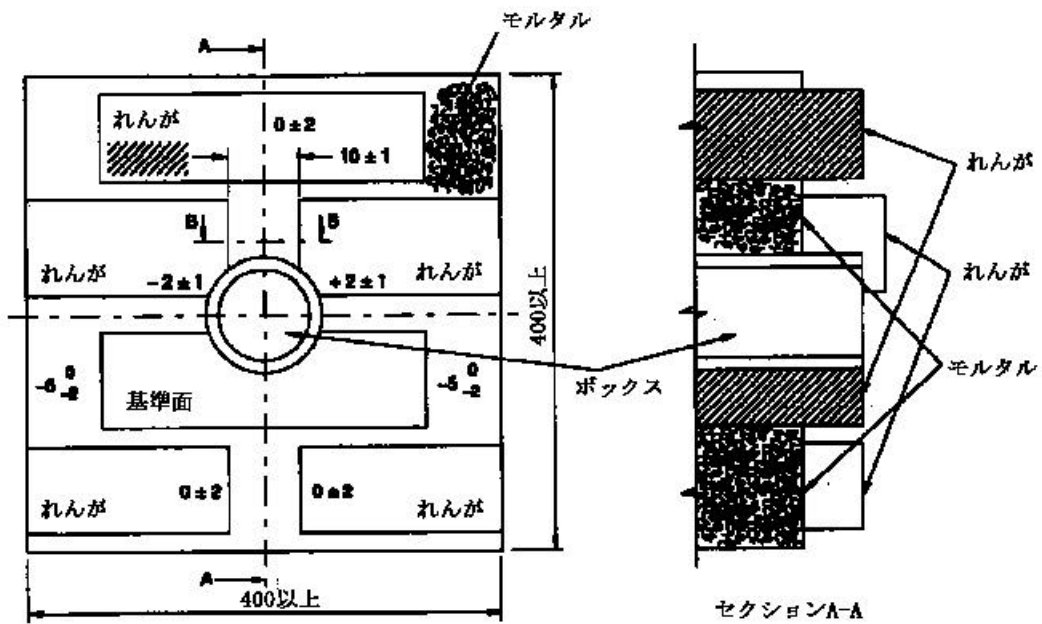 モルタル
A
れんが
0±2
10±1
B
B
れんが
-2±1
+2±1
れんが
400以上
-5 0 -2
基準面
-5 0 -2
ボックス
れんが
0±2
0±2
れんが
A
400以上
れんが
れんが
モルタル
セクションA-A